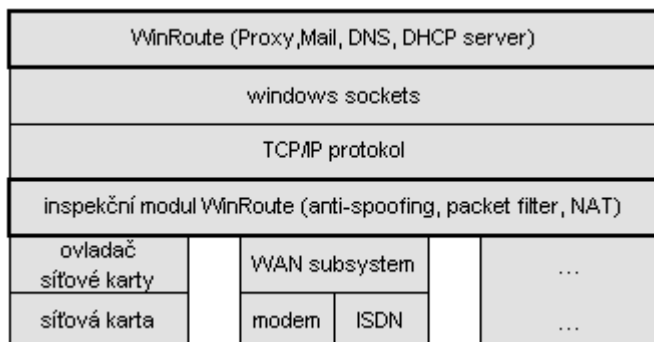 WinRoute (Proxy,Mail, DNS, DHCP server)
windows sockets
TCP/IP protokol
inspekční modul WinRoute (anti-spoofing, packet filter, NAT)
ovladač
síťové karty
WAN subsystem
...
síťová karta
modem
ISDN
...